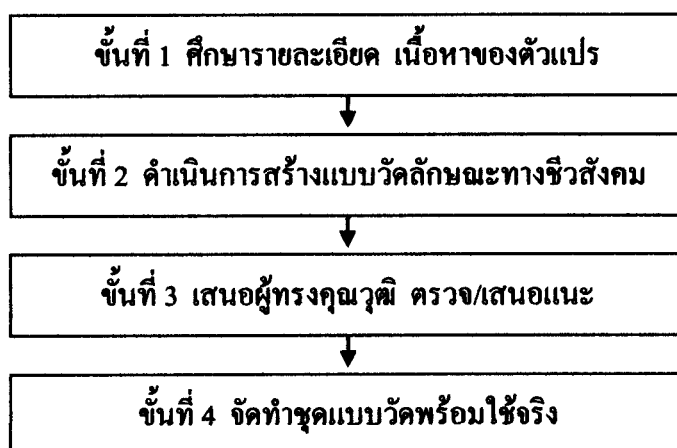 ขั้นที่ 1 ศึกษารายละเอียด เนื้อหาของตัวแปร
ขั้นที่ 2 ดำเนินการสร้างแบบวัดลักษณะทางชีวสังคม
ขั้นที่ 3 เสนอผู้ทรงคุณวุฒิ ตรวจ/เสนอแนะ
ขั้นที่ 4 จัดทำชุดแบบวัดพร้อมใช้จริง